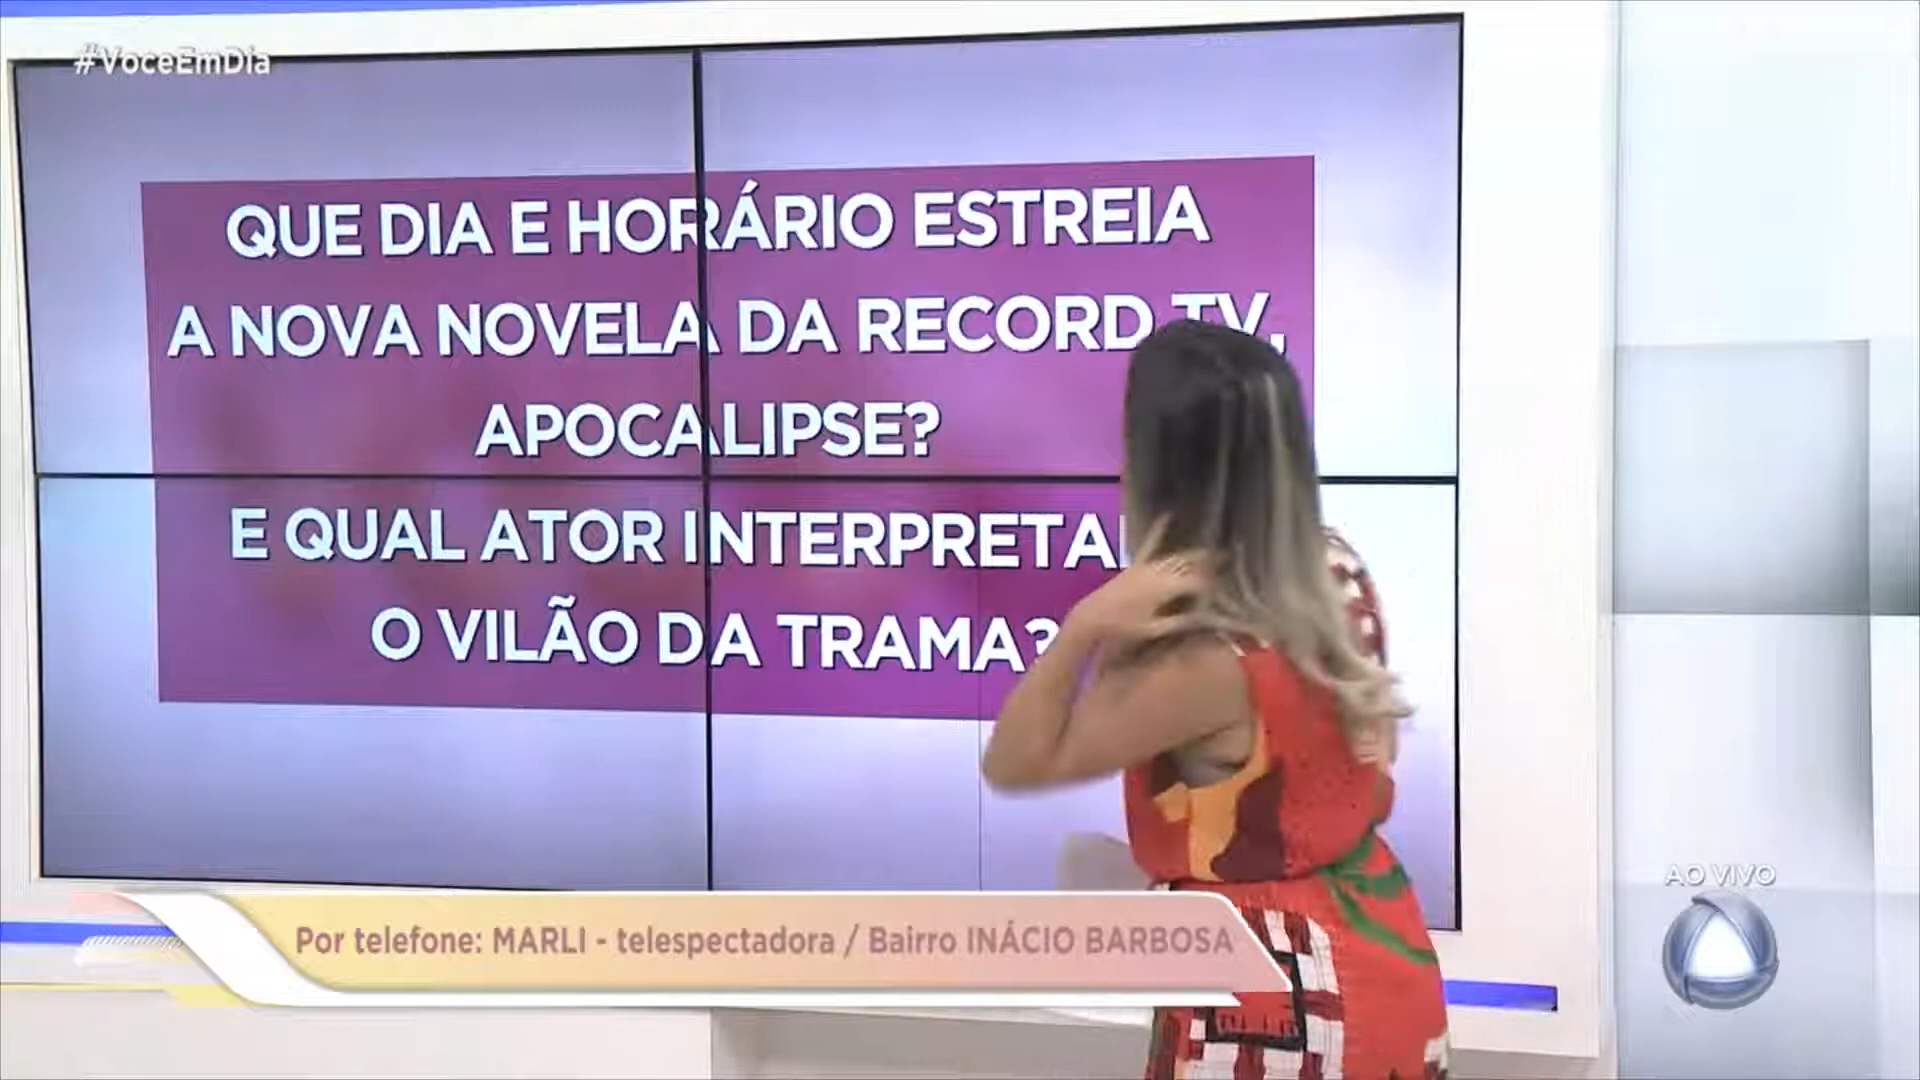 #VoceEmDia
QUE DIA E HORÁRIO ESTREIA
A NOVA NOVELA DA RECORD TV,
APOCALIPSE?
E QUAL ATOR
O VILÃO DA TRAMA?
Por telefone: MARLI - telespectadora / Bairro INÁCIO BARBOSA
AO VIVO